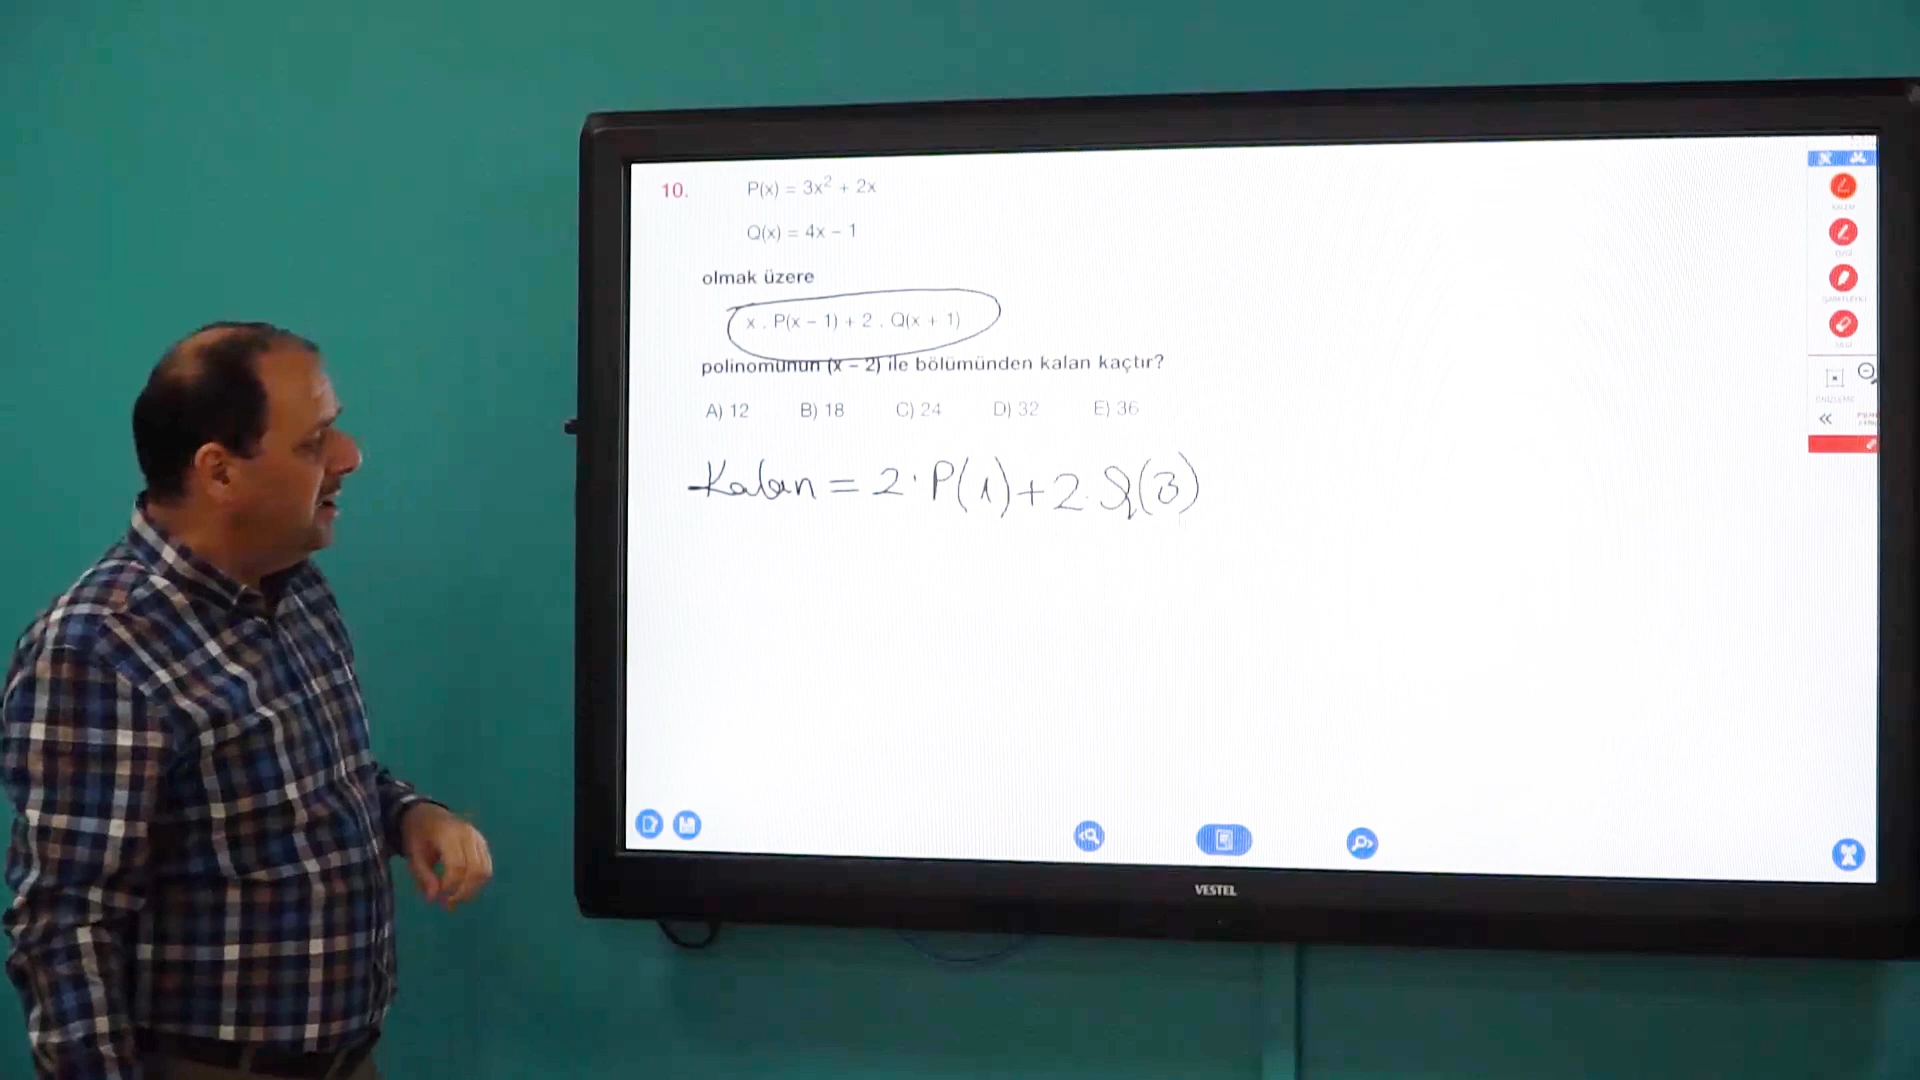 10. P(x) = 3x² + 2x
Q(x) = 4x − 1
olmak üzere
x . P(x − 1) + 2 . Q(x + 1)
polinomunun (x − 2) ile bölümünden kalan kaçtır?
A) 12 B) 18 C) 24 D) 32 E) 36
Kalan = 2 · P(1) + 2 · Q(3)
VESTEL